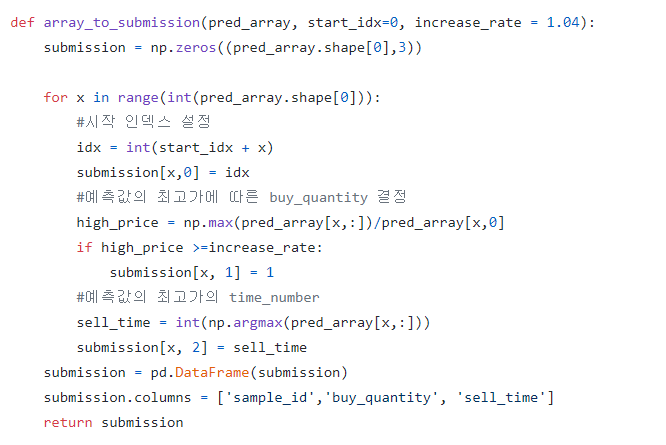 def array_to_submission(pred_array, start_idx=0, increase_rate = 1.04):
    submission = np.zeros((pred_array.shape[0],3))

    for x in range(int(pred_array.shape[0])):
        #시작 인덱스 설정
        idx = int(start_idx + x)
        submission[x,0] = idx
        #예측값의 최고가에 따른 buy_quantity 결정
        high_price = np.max(pred_array[x,:])/pred_array[x,0]
        if high_price >=increase_rate:
            submission[x, 1] = 1
        #예측값의 최고가의 time_number
        sell_time = int(np.argmax(pred_array[x,:]))
        submission[x, 2] = sell_time
    submission = pd.DataFrame(submission)
    submission.columns = ['sample_id','buy_quantity', 'sell_time']
    return submission